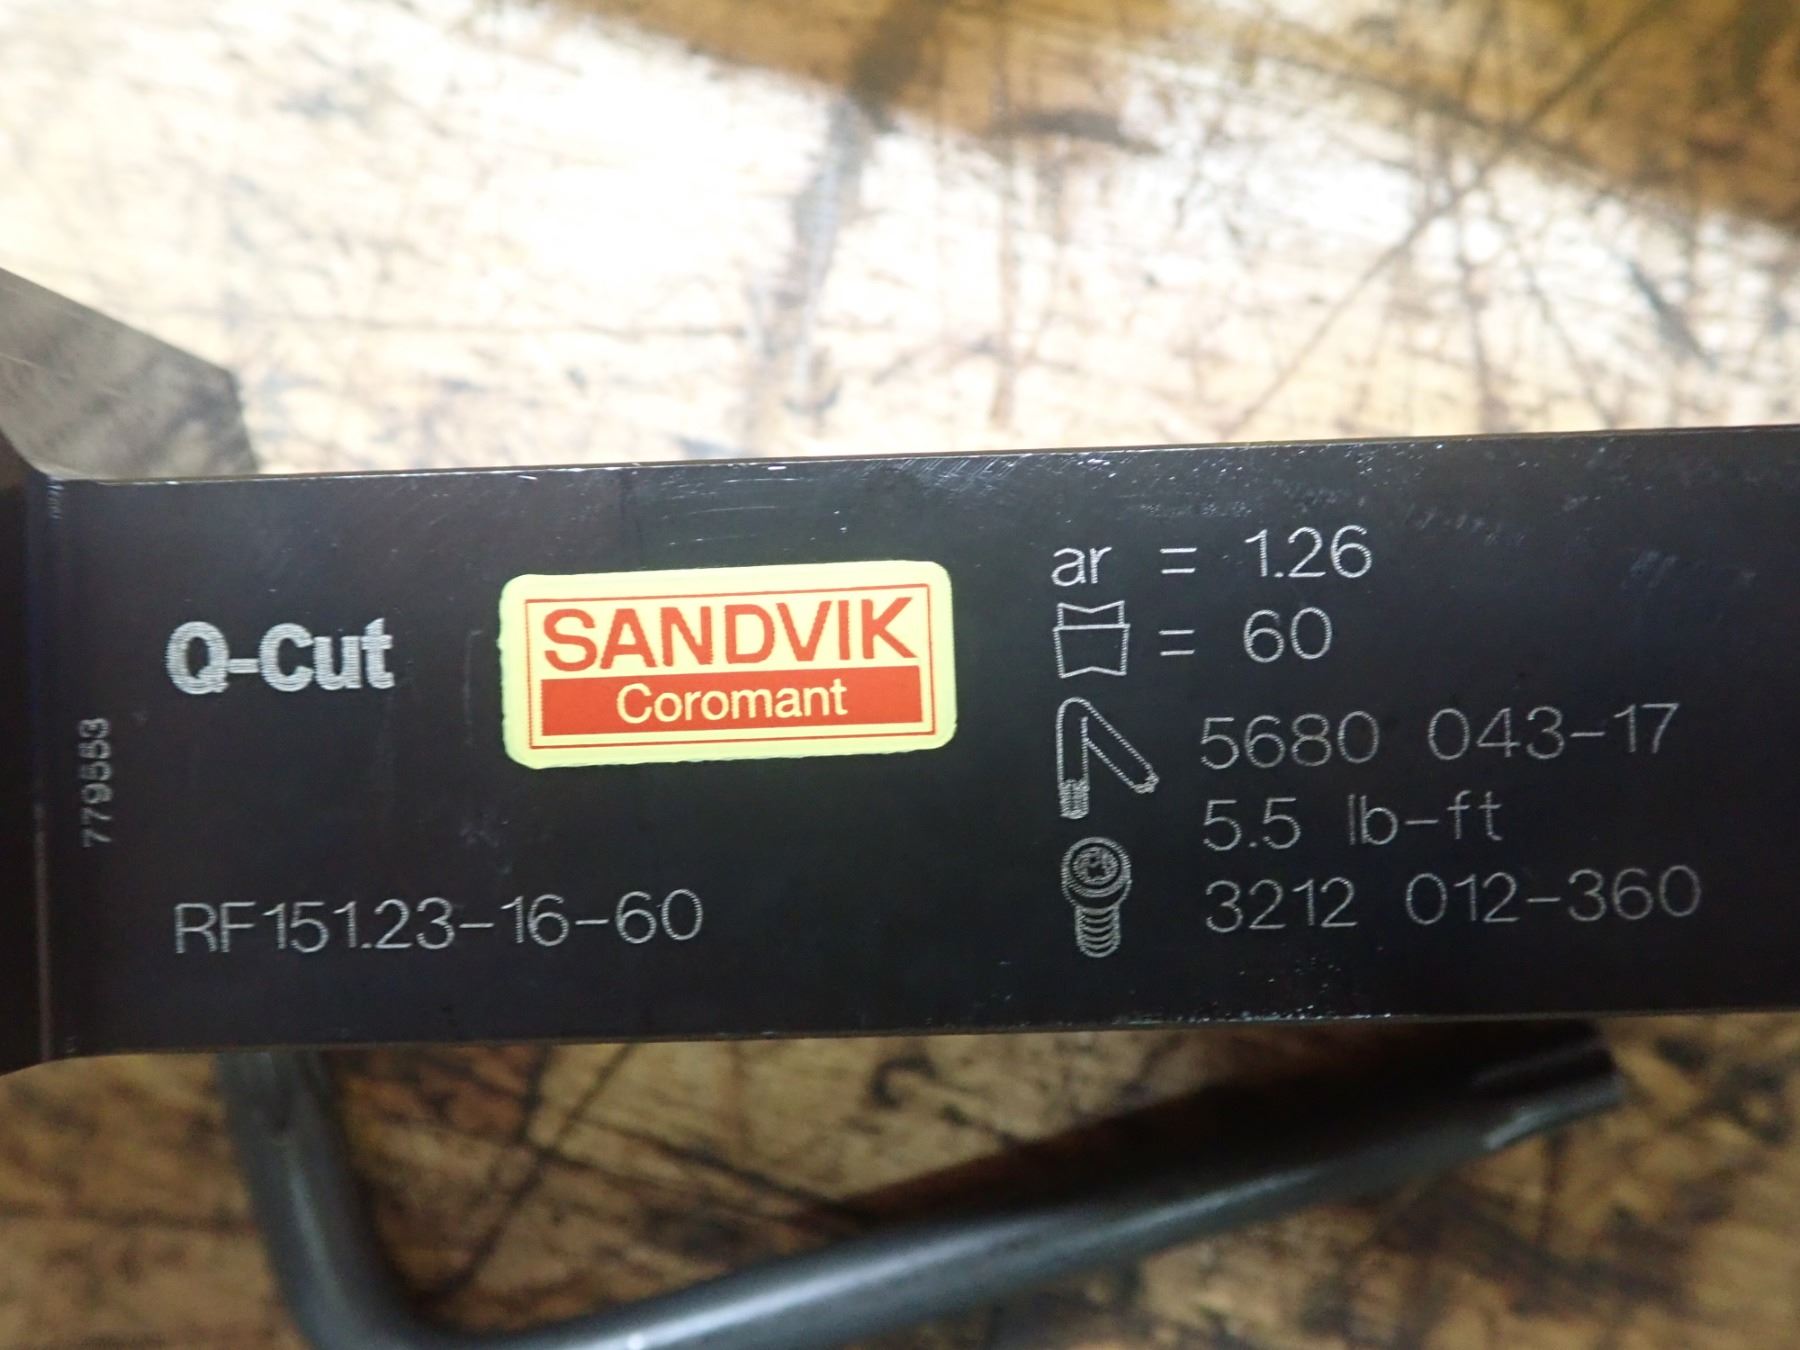 Q-Cut
SANDVIK
Coromant
779553
RF151.23-16-60
ar = 1.26
= 60
5680 043-17
5.5 lb-ft
3212 012-360